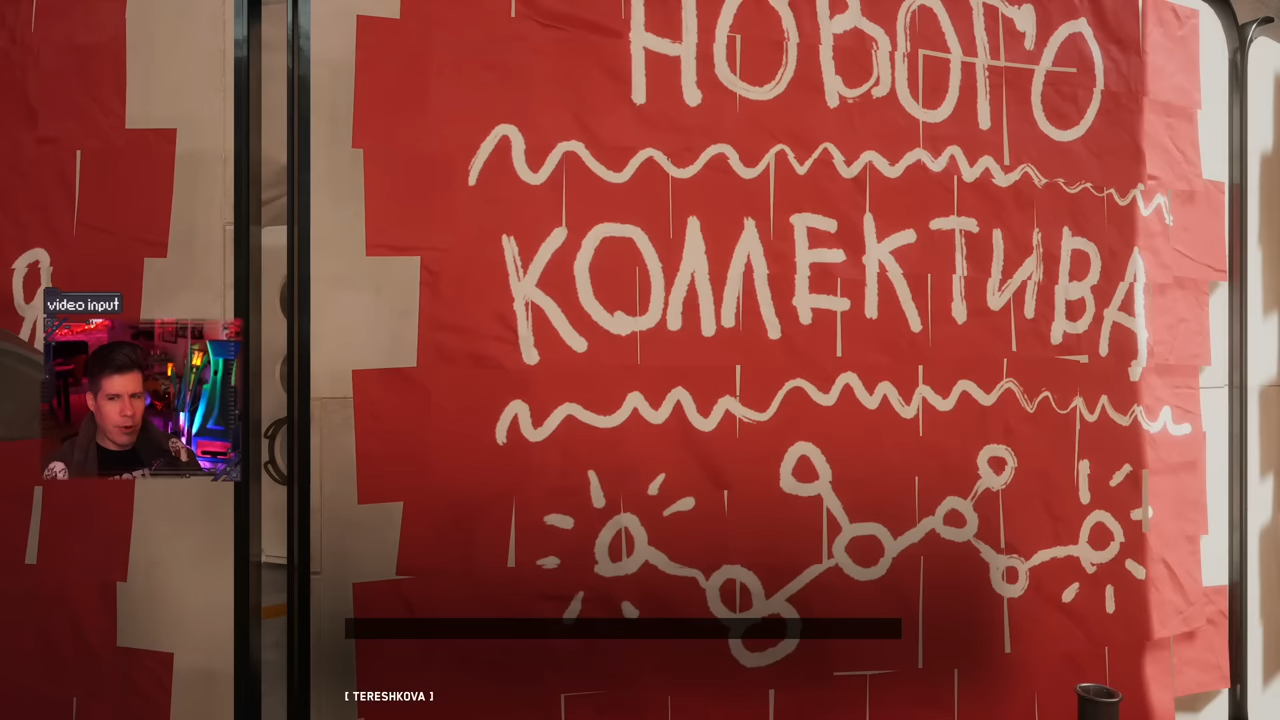 НОВОГО
КОЛЛЕКТИВА
Я
video input
[ TERESHKOVA ]